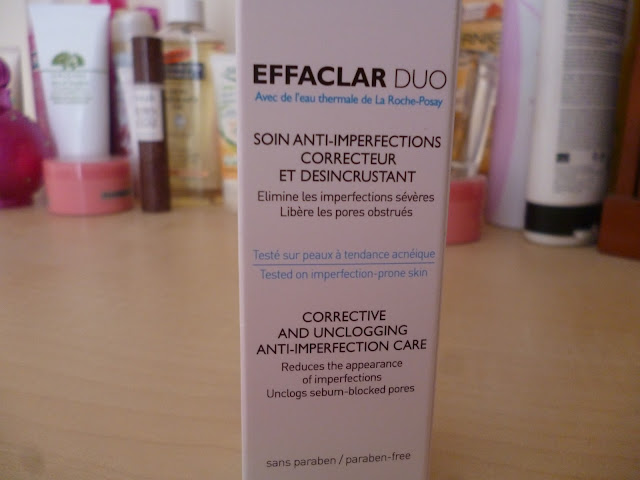 EFFACLAR DUO
Avec de l'eau thermale de La Roche-Posay
SOIN ANTI-IMPERFECTIONS
CORRECTEUR
ET DESINCRUSTANT
Elimine les imperfections sévères
Libère les pores obstrués
Testé sur peaux à tendance acnéique
Tested on imperfection-prone skin
CORRECTIVE
AND UNCLOGGING
ANTI-IMPERFECTION CARE
Reduces the appearance
of imperfections
Unclogs sebum-blocked pores
sans paraben / paraben-free